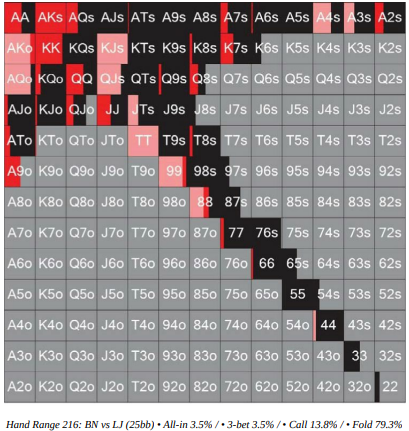 AA AKs AQs AJs ATs A9s A8s A7s A6s A5s A4s A3s A2s
AKo KK KQs KJs KTs K9s K8s K7s K6s K5s K4s K3s K2s
AQo KQo QQ QJs QTs Q9s Q8s Q7s Q6s Q5s Q4s Q3s Q2s
AJo KJo QJo JJ JTs J9s J8s J7s J6s J5s J4s J3s J2s
ATo KTo QTo JTo TT T9s T8s T7s T6s T5s T4s T3s T2s
A9o K9o Q9o J9o T9o 99 98s 97s 96s 95s 94s 93s 92s
A8o K8o Q8o J8o T8o 98o 88 87s 86s 85s 84s 83s 82s
A7o K7o Q7o J7o T7o 97o 87o 77 76s 75s 74s 73s 72s
A6o K6o Q6o J6o T6o 96o 86o 76o 66 65s 64s 63s 62s
A5o K5o Q5o J5o T5o 95o 85o 75o 65o 55 54s 53s 52s
A4o K4o Q4o J4o T4o 94o 84o 74o 64o 54o 44 43s 42s
A3o K3o Q3o J3o T3o 93o 83o 73o 63o 53o 43o 33 32s
A2o K2o Q2o J2o T2o 92o 82o 72o 62o 52o 42o 32o 22
Hand Range 216: BN vs LJ (25bb) • All-in 3.5% / • 3-bet 3.5% / • Call 13.8% / • Fold 79.3%